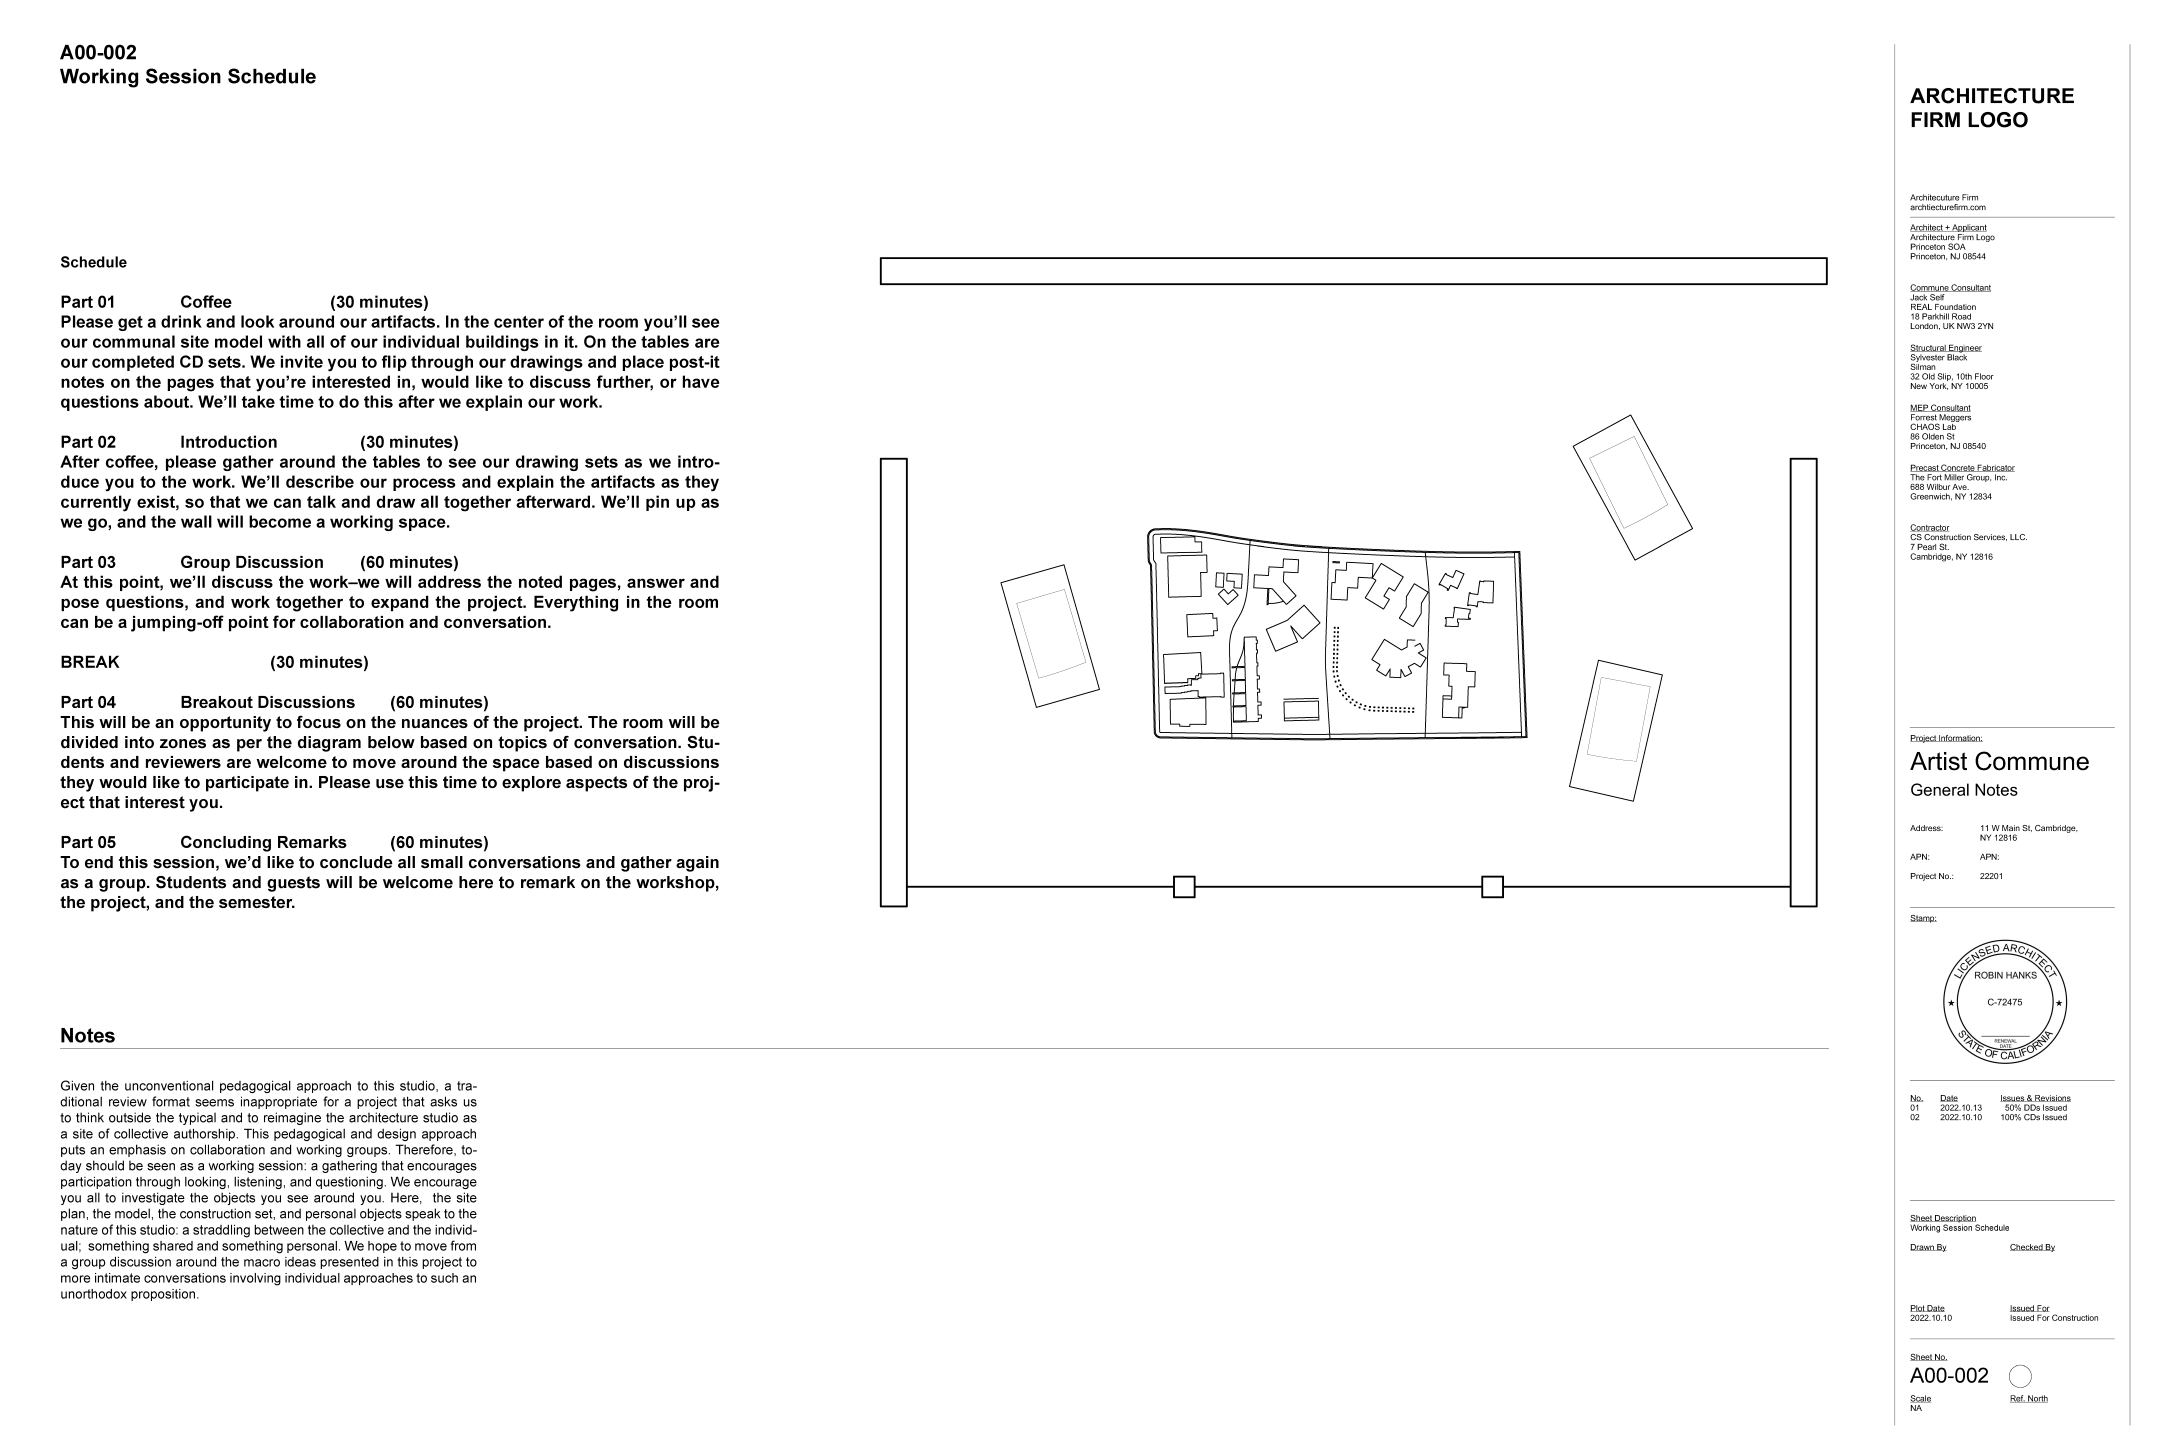 A00-002
Working Session Schedule
Schedule
Part 01 Coffee (30 minutes)
Please get a drink and look around our artifacts. In the center of the room you’ll see
our communal site model with all of our individual buildings in it. On the tables are
our completed CD sets. We invite you to flip through our drawings and place post-it
notes on the pages that you’re interested in, would like to discuss further, or have
questions about. We’ll take time to do this after we explain our work.
Part 02 Introduction (30 minutes)
After coffee, please gather around the tables to see our drawing sets as we intro-
duce you to the work. We’ll describe our process and explain the artifacts as they
currently exist, so that we can talk and draw all together afterward. We’ll pin up as
we go, and the wall will become a working space.
Part 03 Group Discussion (60 minutes)
At this point, we’ll discuss the work–we will address the noted pages, answer and
pose questions, and work together to expand the project. Everything in the room
can be a jumping-off point for collaboration and conversation.
BREAK (30 minutes)
Part 04 Breakout Discussions (60 minutes)
This will be an opportunity to focus on the nuances of the project. The room will be
divided into zones as per the diagram below based on topics of conversation. Stu-
dents and reviewers are welcome to move around the space based on discussions
they would like to participate in. Please use this time to explore aspects of the proj-
ect that interest you.
Part 05 Concluding Remarks (60 minutes)
To end this session, we’d like to conclude all small conversations and gather again
as a group. Students and guests will be welcome here to remark on the workshop,
the project, and the semester.
Notes
Given the unconventional pedagogical approach to this studio, a tra-
ditional review format seems inappropriate for a project that asks us
to think outside the typical and to reimagine the architecture studio as
a site of collective authorship. This pedagogical and design approach
puts an emphasis on collaboration and working groups. Therefore, to-
day should be seen as a working session: a gathering that encourages
participation through looking, listening, and questioning. We encourage
you all to investigate the objects you see around you. Here, the site
plan, the model, the construction set, and personal objects speak to the
nature of this studio: a straddling between the collective and the individ-
ual; something shared and something personal. We hope to move from
a group discussion around the macro ideas presented in this project to
more intimate conversations involving individual approaches to such an
unorthodox proposition.
ARCHITECTURE
FIRM LOGO
Architecuture Firm
archtiecturefirm.com
Architect + Applicant
Architecture Firm Logo
Princeton SOA
Princeton, NJ 08544
Commune Consultant
Jack Self
REAL Foundation
18 Parkhill Road
London, UK NW3 2YN
Structural Engineer
Sylvester Black
Silman
32 Old Slip, 10th Floor
New York, NY 10005
MEP Consultant
Forrest Meggers
CHAOS Lab
86 Olden St
Princeton, NJ 08540
Precast Concrete Fabricator
The Fort Miller Group, Inc.
688 Wilbur Ave.
Greenwich, NY 12834
Contractor
CS Construction Services, LLC.
7 Pearl St.
Cambridge, NY 12816
Project Information:
Artist Commune
General Notes
Address: 11 W Main St, Cambridge,
NY 12816
APN: APN:
Project No.: 22201
Stamp:
LICENSED ARCHITECT
ROBIN HANKS
C-72475
RENEWAL
DATE
STATE OF CALIFORNIA
No. Date Issues & Revisions
01 2022.10.13 50% DDs Issued
02 2022.10.10 100% CDs Issued
Sheet Description
Working Session Schedule
Drawn By Checked By
Plot Date Issued For
2022.10.10 Issued For Construction
Sheet No.
A00-002
Scale Ref. North
NA